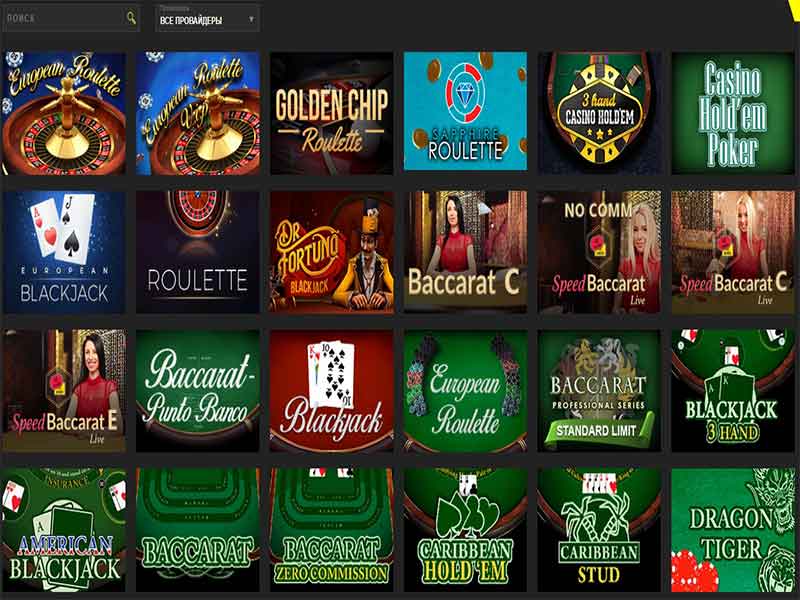 ПОИСК
ВСЕ ПРОВАЙДЕРЫ
European Roulette
European Roulette
GOLDEN CHIP
Roulette
SAPPHIRE
ROULETTE
3 hand
CASINO HOLD'EM
Casino
Hold'em
Poker
EUROPEAN
BLACKJACK
ROULETTE
DR
FORTUNO
BLACKJACK
Baccarat C
NO COMM
Speed Baccarat
Live
Speed Baccarat C
Live
Speed Baccarat E
Live
Baccarat-
Punto Banco
Blackjack
European
Roulette
BACCARAT
PROFESSIONAL SERIES
STANDARD LIMIT
BLACKJACK
3 HAND
INSURANCE
AMERICAN
BLACKJACK
BACCARAT
BACCARAT
ZERO COMMISSION
CARIBBEAN
HOLD'EM
CARIBBEAN
STUD
DRAGON
TIGER